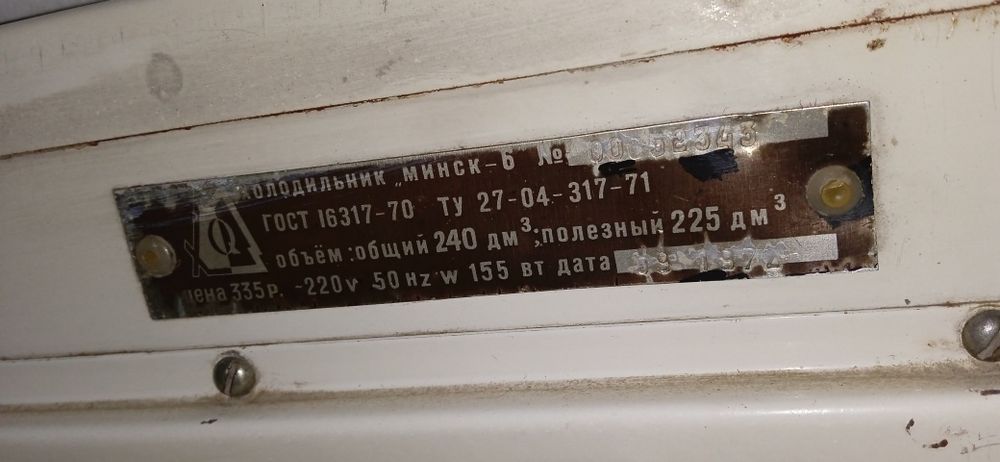 холодильник „Минск-6 №
ГОСТ 16317-70 ТУ 27-04-317-71
объём:общий 240 дм³;полезный 225 дм³
цена 335р. ~220v 50Hz W 155 вт дата